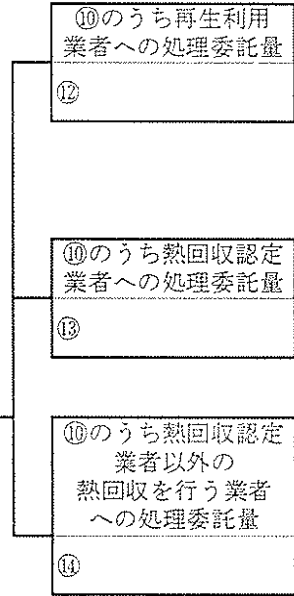 ⑩のうち再生利用
業者への処理委託量
⑫
⑩のうち熱回収認定
業者への処理委託量
⑬
⑩のうち熱回収認定
業者以外の
熱回収を行う業者
への処理委託量
⑭